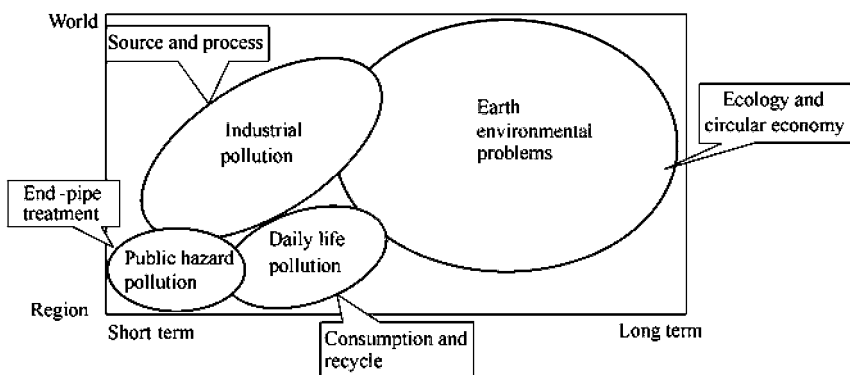 World
Source and process
Industrial
pollution
Earth
environmental
problems
Ecology and
circular economy
End -pipe
treatment
Public hazard
pollution
Daily life
pollution
Region
Short term
Consumption and
recycle
Long term